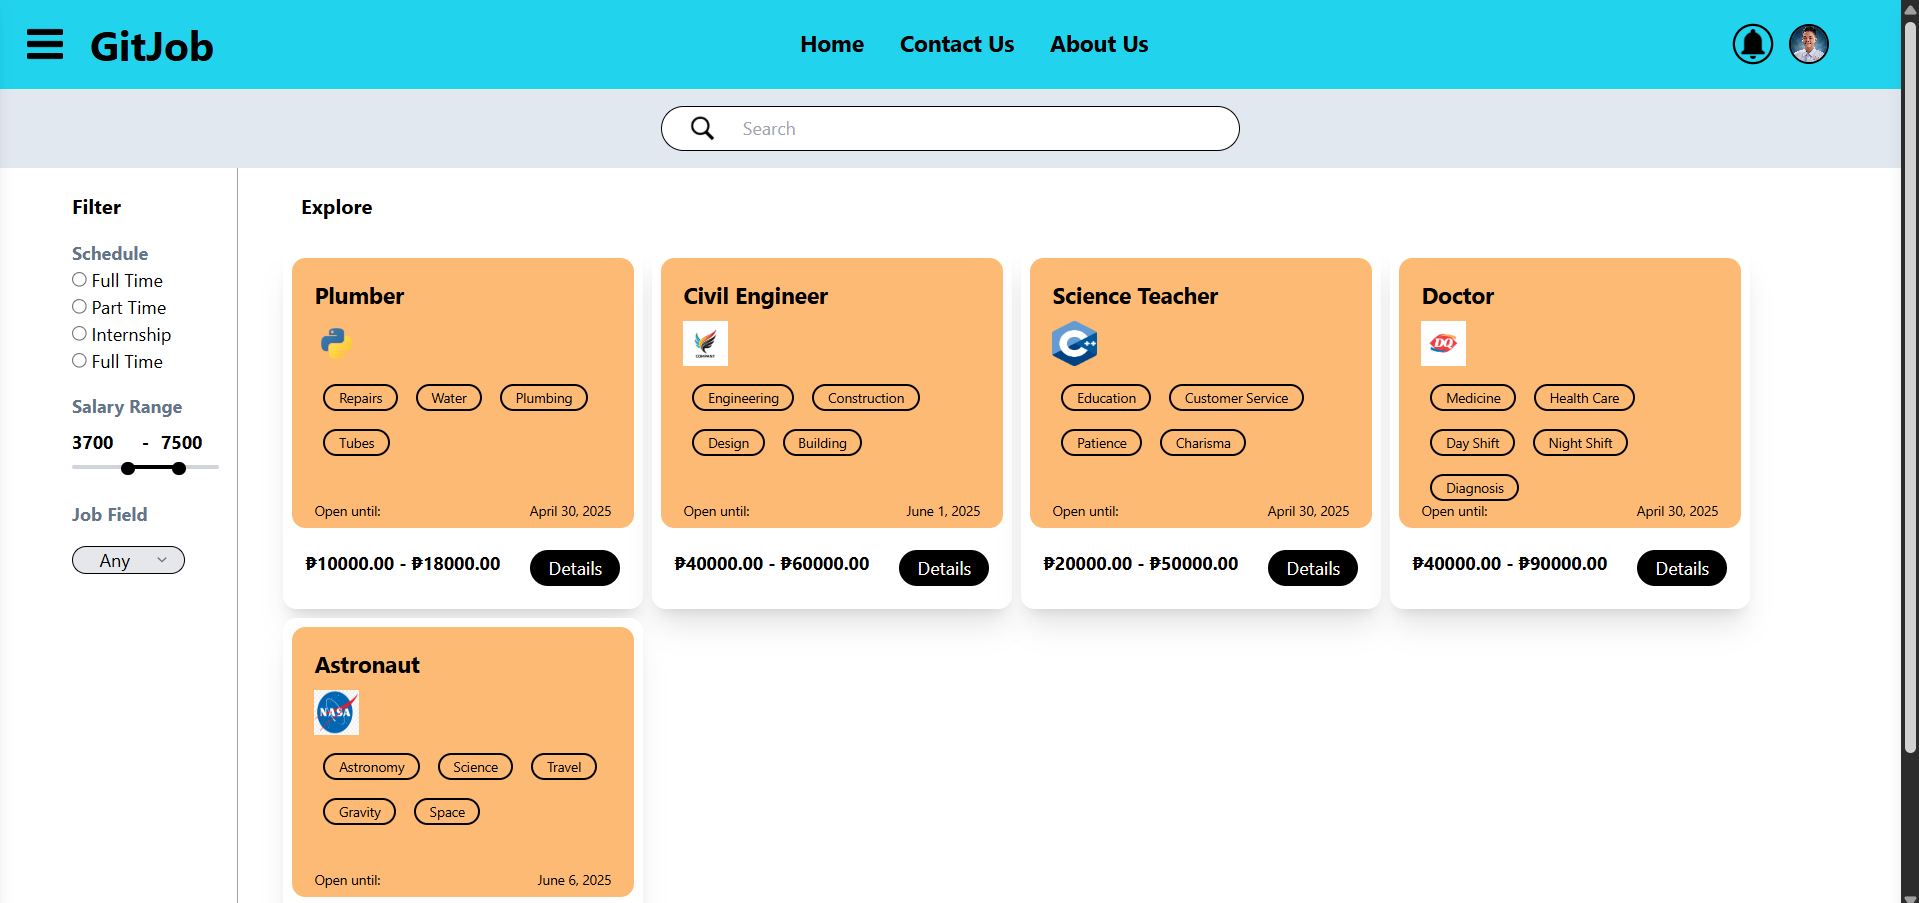 GitJob
Home Contact Us About Us
Search
Filter
Schedule
Full Time
Part Time
Internship
Full Time
Salary Range
3700 - 7500
Job Field
Any
Explore
Plumber
Repairs Water Plumbing
Tubes
Open until: April 30, 2025
₱10000.00 - ₱18000.00 Details
Civil Engineer
COMPANY
Engineering Construction
Design Building
Open until: June 1, 2025
₱40000.00 - ₱60000.00 Details
Science Teacher
C++
Education Customer Service
Patience Charisma
Open until: April 30, 2025
₱20000.00 - ₱50000.00 Details
Doctor
DQ
Medicine Health Care
Day Shift Night Shift
Diagnosis
Open until: April 30, 2025
₱40000.00 - ₱90000.00 Details
Astronaut
NASA
Astronomy Science Travel
Gravity Space
Open until: June 6, 2025